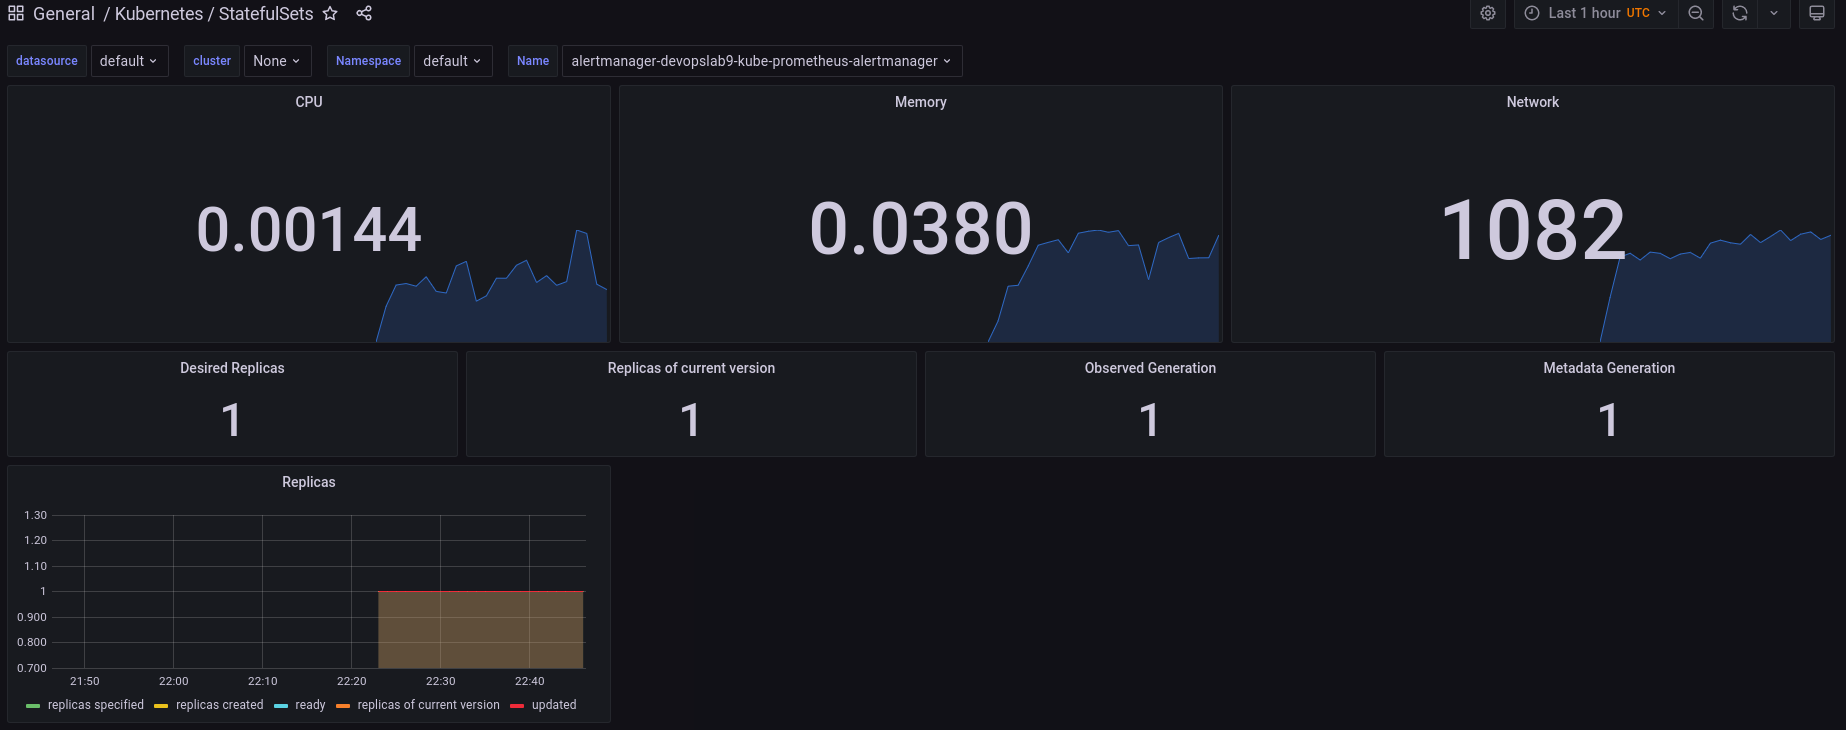 General / Kubernetes / StatefulSets
Last 1 hour UTC
datasource default cluster None Namespace default Name alertmanager-devopslab9-kube-prometheus-alertmanager
CPU
0.00144
Memory
0.0380
Network
1082
Desired Replicas
1
Replicas of current version
1
Observed Generation
1
Metadata Generation
1
Replicas
1.30
1.20
1.10
1
0.900
0.800
0.700
21:50 22:00 22:10 22:20 22:30 22:40
replicas specified replicas created ready replicas of current version updated